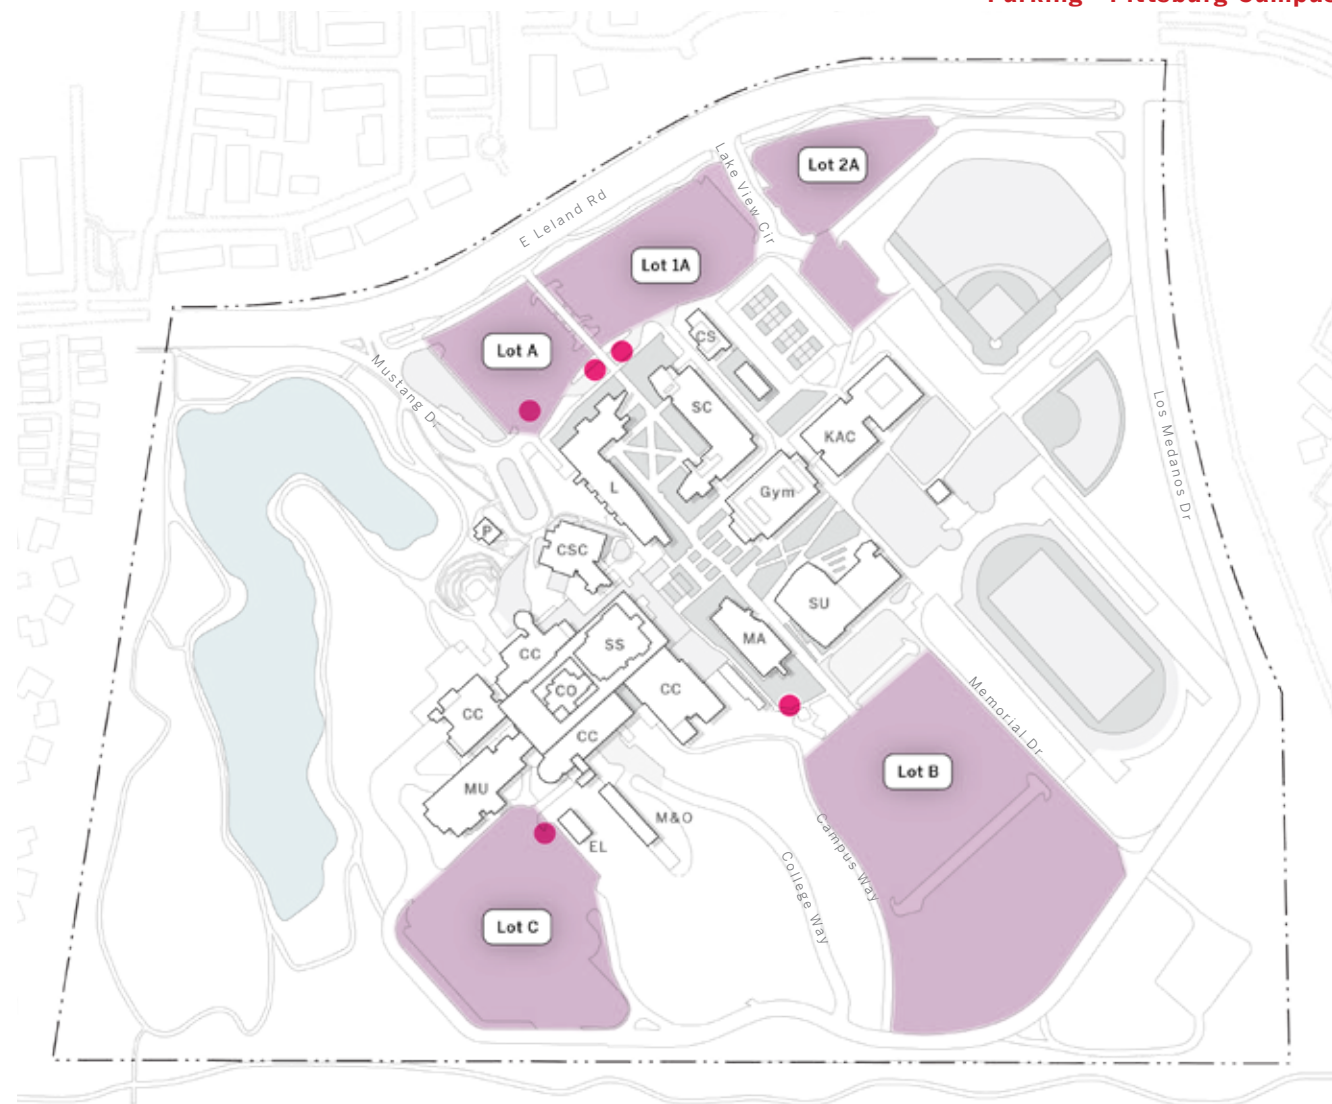 Parking - Pittsburg Campus
Lot 2A
Lake View Cir
E Leland Rd
Lot 1A
CS
Lot A
Mustang Dr
SC
KAC
Los Medanos Dr
L
Gym
P
CSC
SU
MA
SS
CC
CO
CC
CC
Memorial Dr
CC
Lot B
MU
M&O
EL
Campus Way
College Way
Lot C